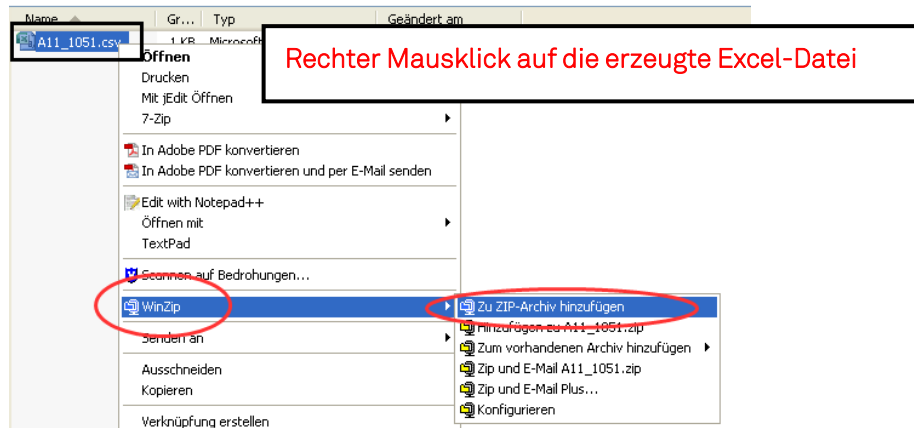 Name Gr... Typ Geändert am
A11_1051.csv 1 KB Microsoft
Rechter Mausklick auf die erzeugte Excel-Datei
Öffnen
Drucken
Mit jEdit Öffnen
7-Zip
In Adobe PDF konvertieren
In Adobe PDF konvertieren und per E-Mail senden
Edit with Notepad++
Öffnen mit
TextPad
Scannen auf Bedrohungen...
WinZip
Senden an
Ausschneiden
Kopieren
Verknüpfung erstellen
Zu ZIP-Archiv hinzufügen
Hinzufügen zu A11_1051.zip
Zum vorhandenen Archiv hinzufügen
Zip und E-Mail A11_1051.zip
Zip und E-Mail Plus...
Konfigurieren